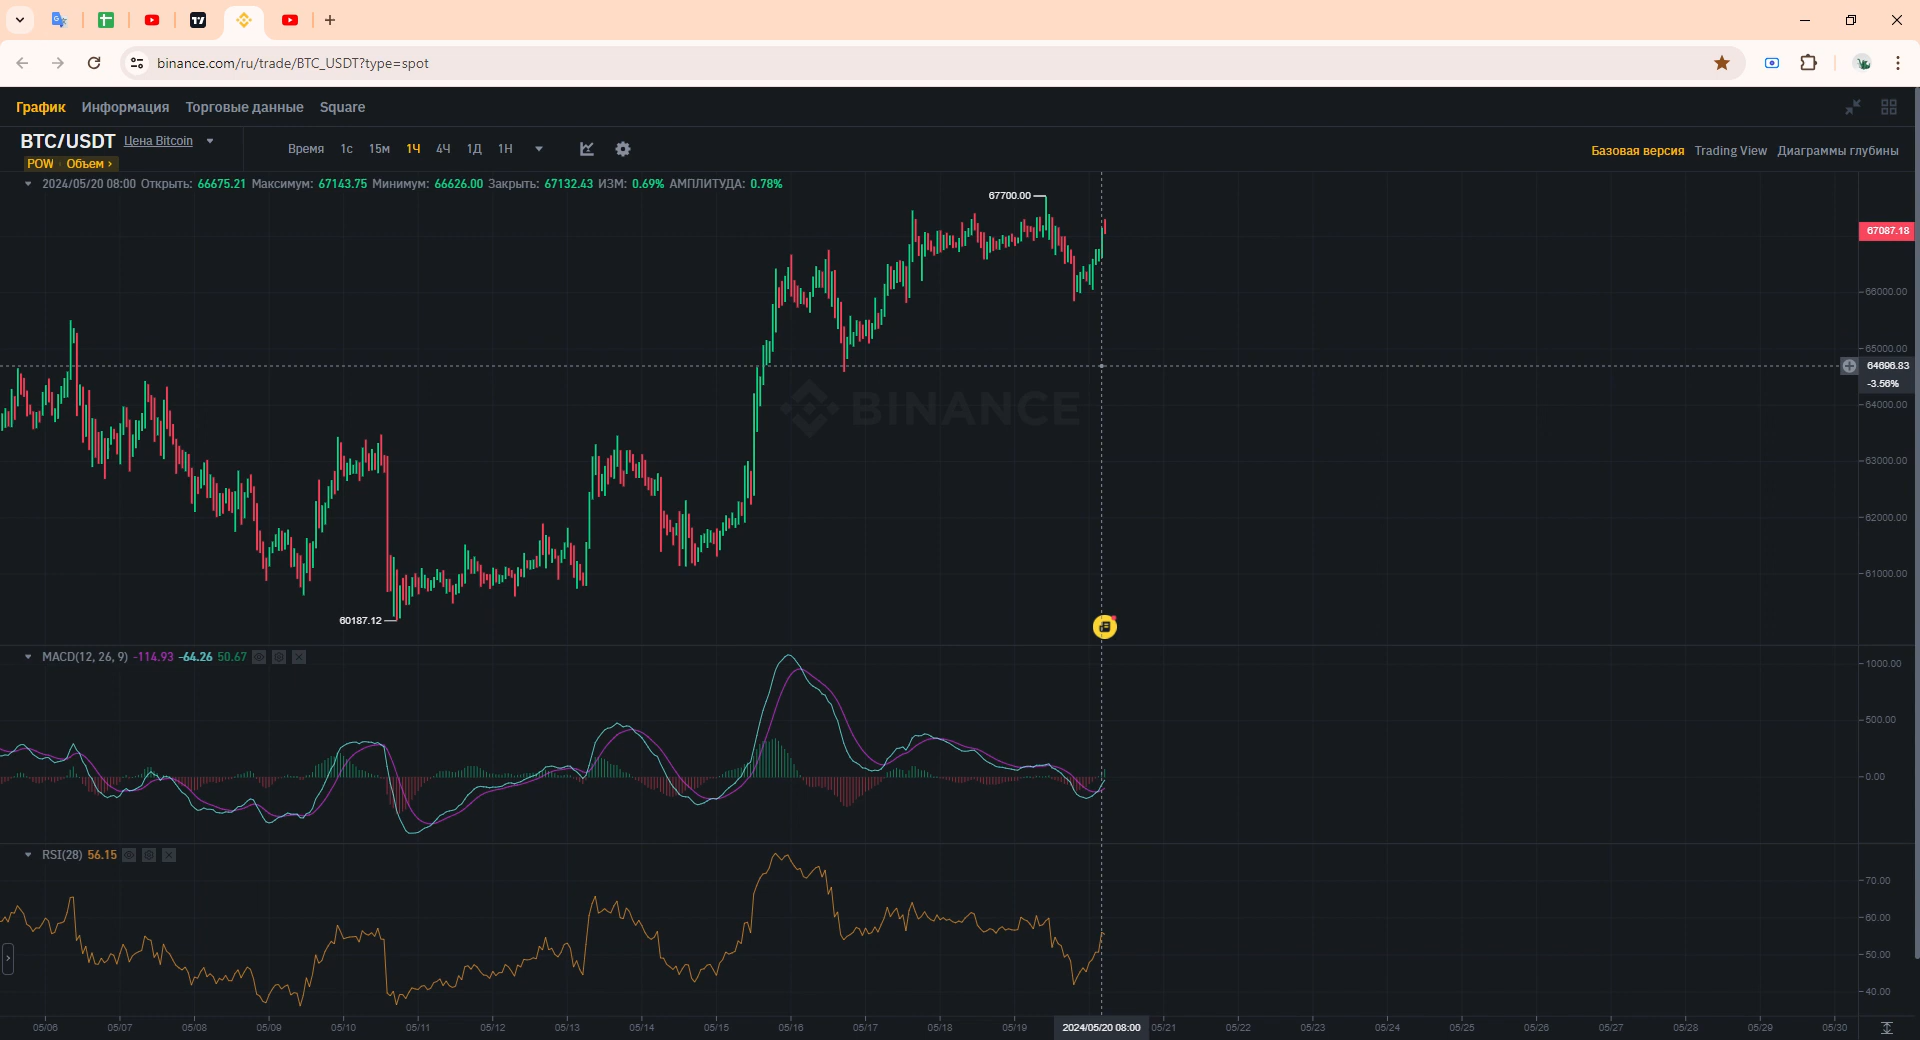 binance.com/ru/trade/BTC_USDT?type=spot
График Информация Торговые данные Square
BTC/USDT Цена Bitcoin
POW Объем ›
Время 1с 15м 1Ч 4Ч 1Д 1Н
Базовая версия Trading View Диаграммы глубины
2024/05/20 08:00 Открыть: 66675.21 Максимум: 67143.75 Минимум: 66626.00 Закрыть: 67132.43 ИЗМ: 0.69% АМПЛИТУДА: 0.78%
67700.00
67087.18
66000.00
65000.00
64696.83
-3.56%
64000.00
BINANCE
63000.00
62000.00
61000.00
60187.12
MACD(12, 26, 9) -114.93 -64.26 50.67
1000.00
500.00
0.00
RSI(28) 56.15
70.00
60.00
50.00
40.00
05/06 05/07 05/08 05/09 05/10 05/11 05/12 05/13 05/14 05/15 05/16 05/17 05/18 05/19 2024/05/20 08:00 05/21 05/22 05/23 05/24 05/25 05/26 05/27 05/28 05/29 05/30